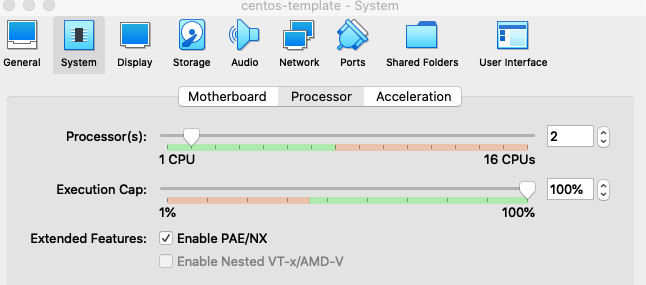 centos-template - System
General System Display Storage Audio Network Ports Shared Folders User Interface
Motherboard Processor Acceleration
Processor(s): 2
1 CPU 16 CPUs
Execution Cap: 100%
1% 100%
Extended Features: Enable PAE/NX
Enable Nested VT-x/AMD-V